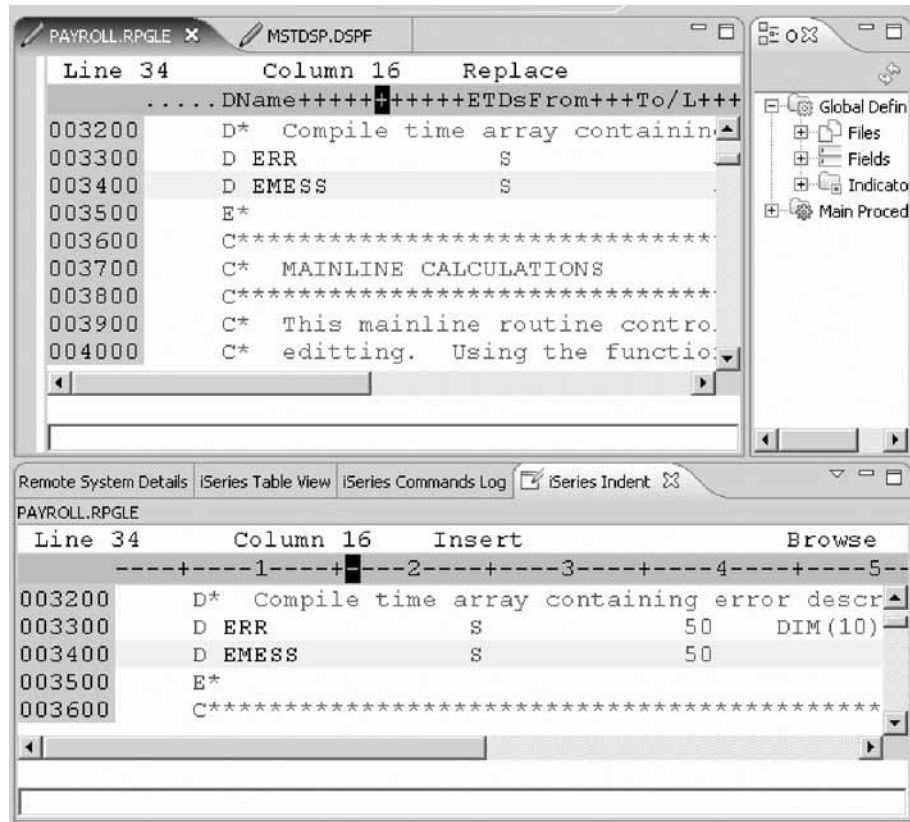 PAYROLL.RPGLE MSTDSP.DSPF
Line 34 Column 16 Replace
.....DName+++++++++++ETDsFrom+++To/L+++
003200 D* Compile time array containin
003300 D ERR S
003400 D EMESS S
003500 E*
003600 C*********************************
003700 C* MAINLINE CALCULATIONS
003800 C*********************************
003900 C* This mainline routine contro
004000 C* editting. Using the functio
Global Defin
Files
Fields
Indicato
Main Proced
Remote System Details iSeries Table View iSeries Commands Log iSeries Indent
PAYROLL.RPGLE
Line 34 Column 16 Insert Browse
----+----1----+----2----+----3----+----4----+----5--
003200 D* Compile time array containing error descr
003300 D ERR S 50 DIM(10)
003400 D EMESS S 50
003500 E*
003600 C********************************************